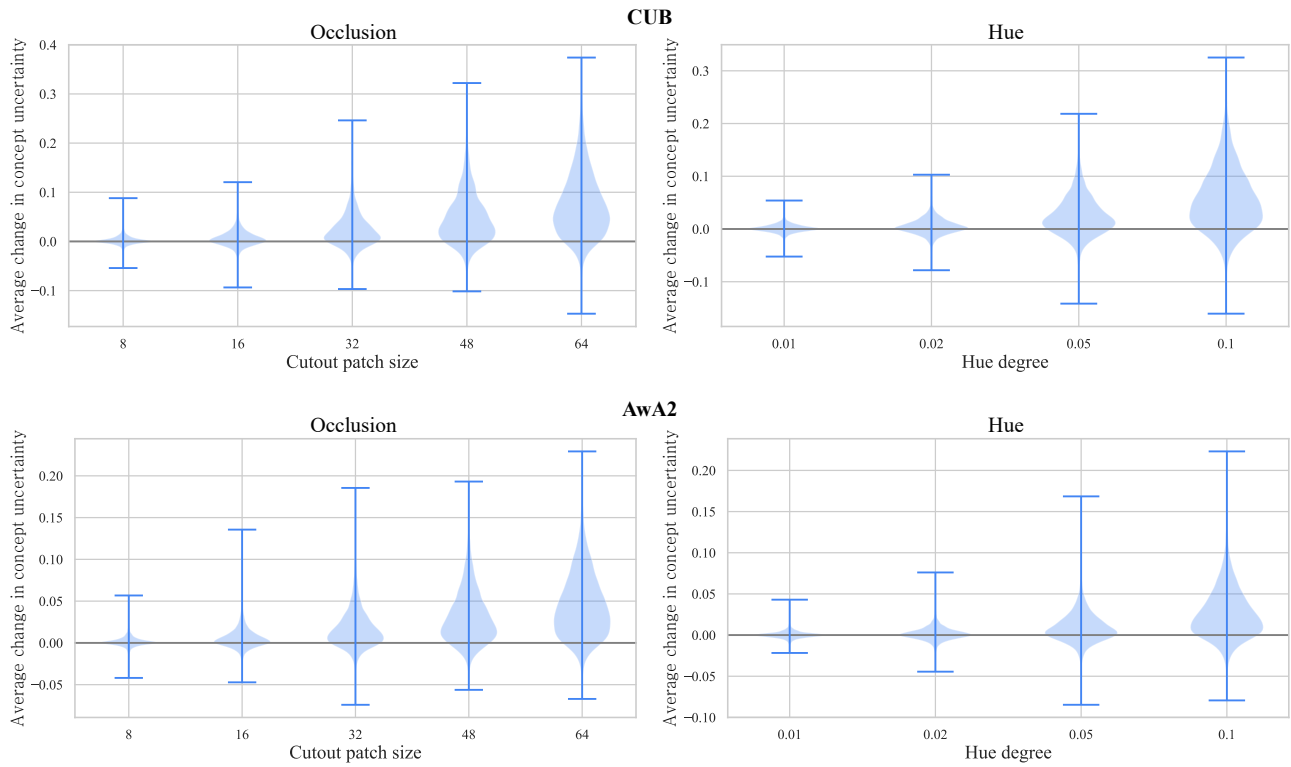 CUB
Occlusion
Average change in concept uncertainty
0.4
0.3
0.2
0.1
0.0
−0.1
8 16 32 48 64
Cutout patch size
Hue
Average change in concept uncertainty
0.3
0.2
0.1
0.0
−0.1
0.01 0.02 0.05 0.1
Hue degree
AwA2
Occlusion
Average change in concept uncertainty
0.20
0.15
0.10
0.05
0.00
−0.05
8 16 32 48 64
Cutout patch size
Hue
Average change in concept uncertainty
0.20
0.15
0.10
0.05
0.00
−0.05
−0.10
0.01 0.02 0.05 0.1
Hue degree